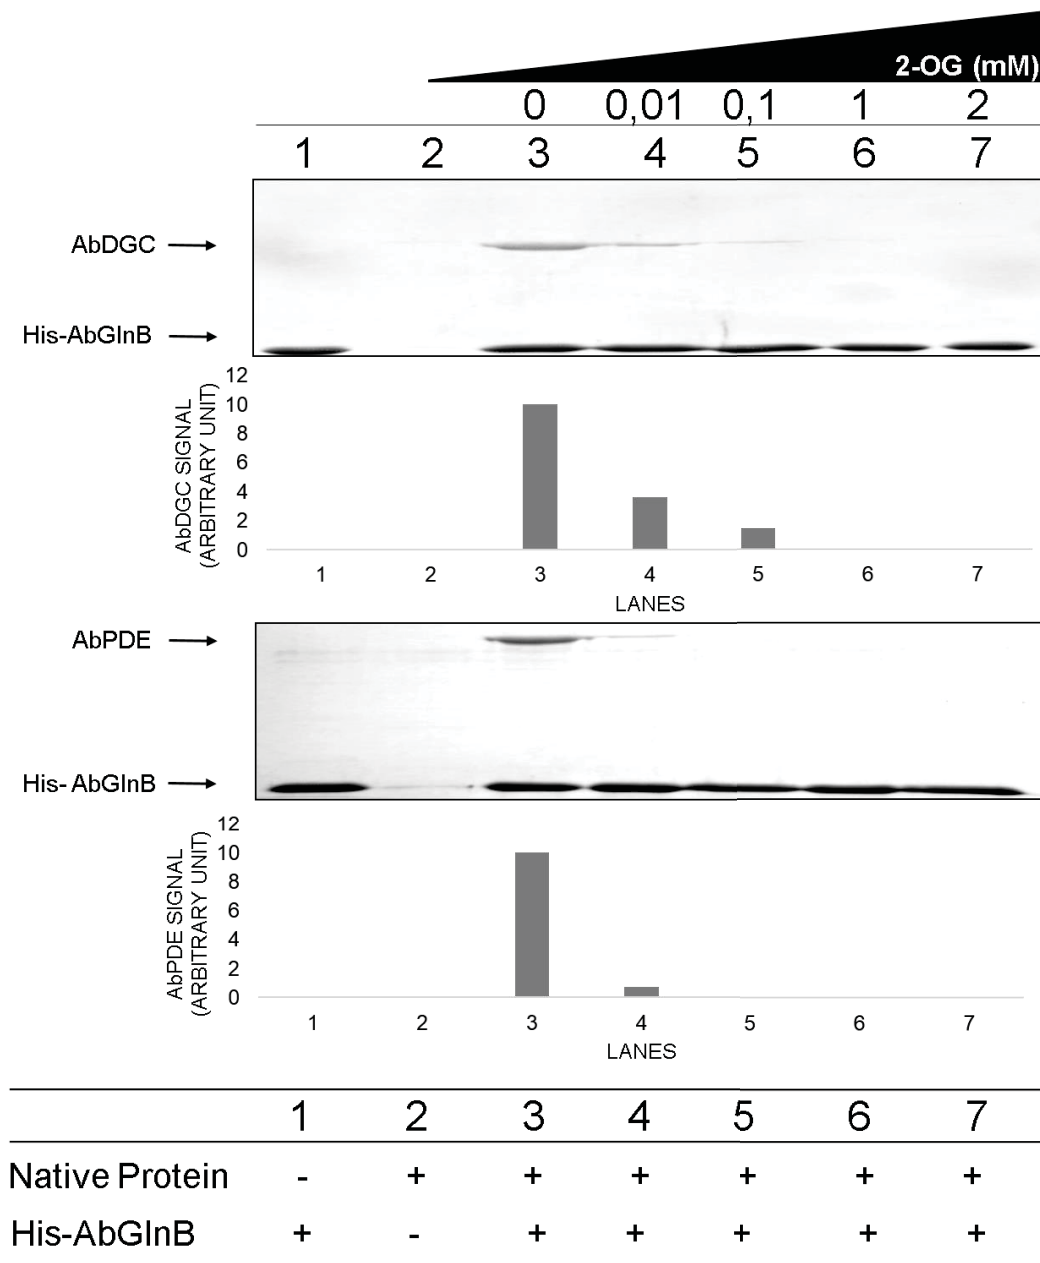 2-OG (mM)
0 0,01 0,1 1 2
1 2 3 4 5 6 7
AbDGC
His-AbGlnB
AbDGC SIGNAL
(ARBITRARY UNIT)
12
10
8
6
4
2
0
1 2 3 4 5 6 7
LANES
AbPDE
His- AbGlnB
AbPDE SIGNAL
(ARBITRARY UNIT)
12
10
8
6
4
2
0
1 2 3 4 5 6 7
LANES
1 2 3 4 5 6 7
Native Protein - + + + + + +
His-AbGlnB + - + + + + +